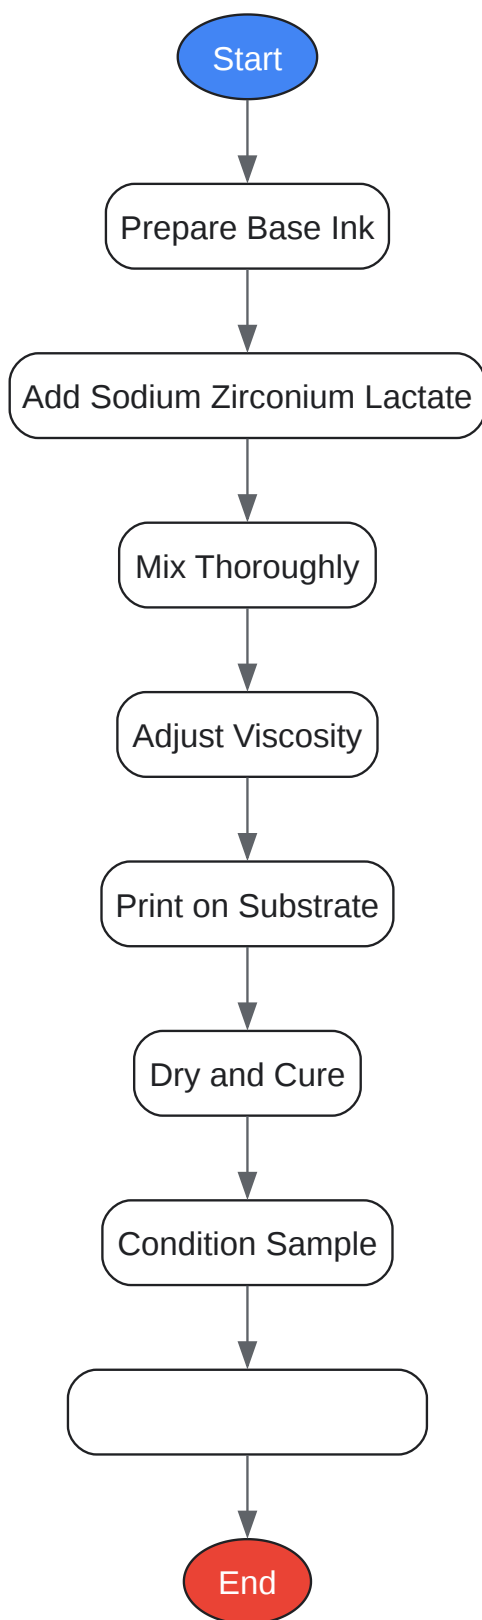 Start
Prepare Base Ink
Add Sodium Zirconium Lactate
Mix Thoroughly
Adjust Viscosity
Print on Substrate
Dry and Cure
Condition Sample
End